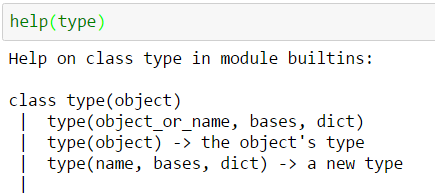 help(type)
Help on class type in module builtins:
class type(object)
 |  type(object_or_name, bases, dict)
 |  type(object) -> the object's type
 |  type(name, bases, dict) -> a new type
 |